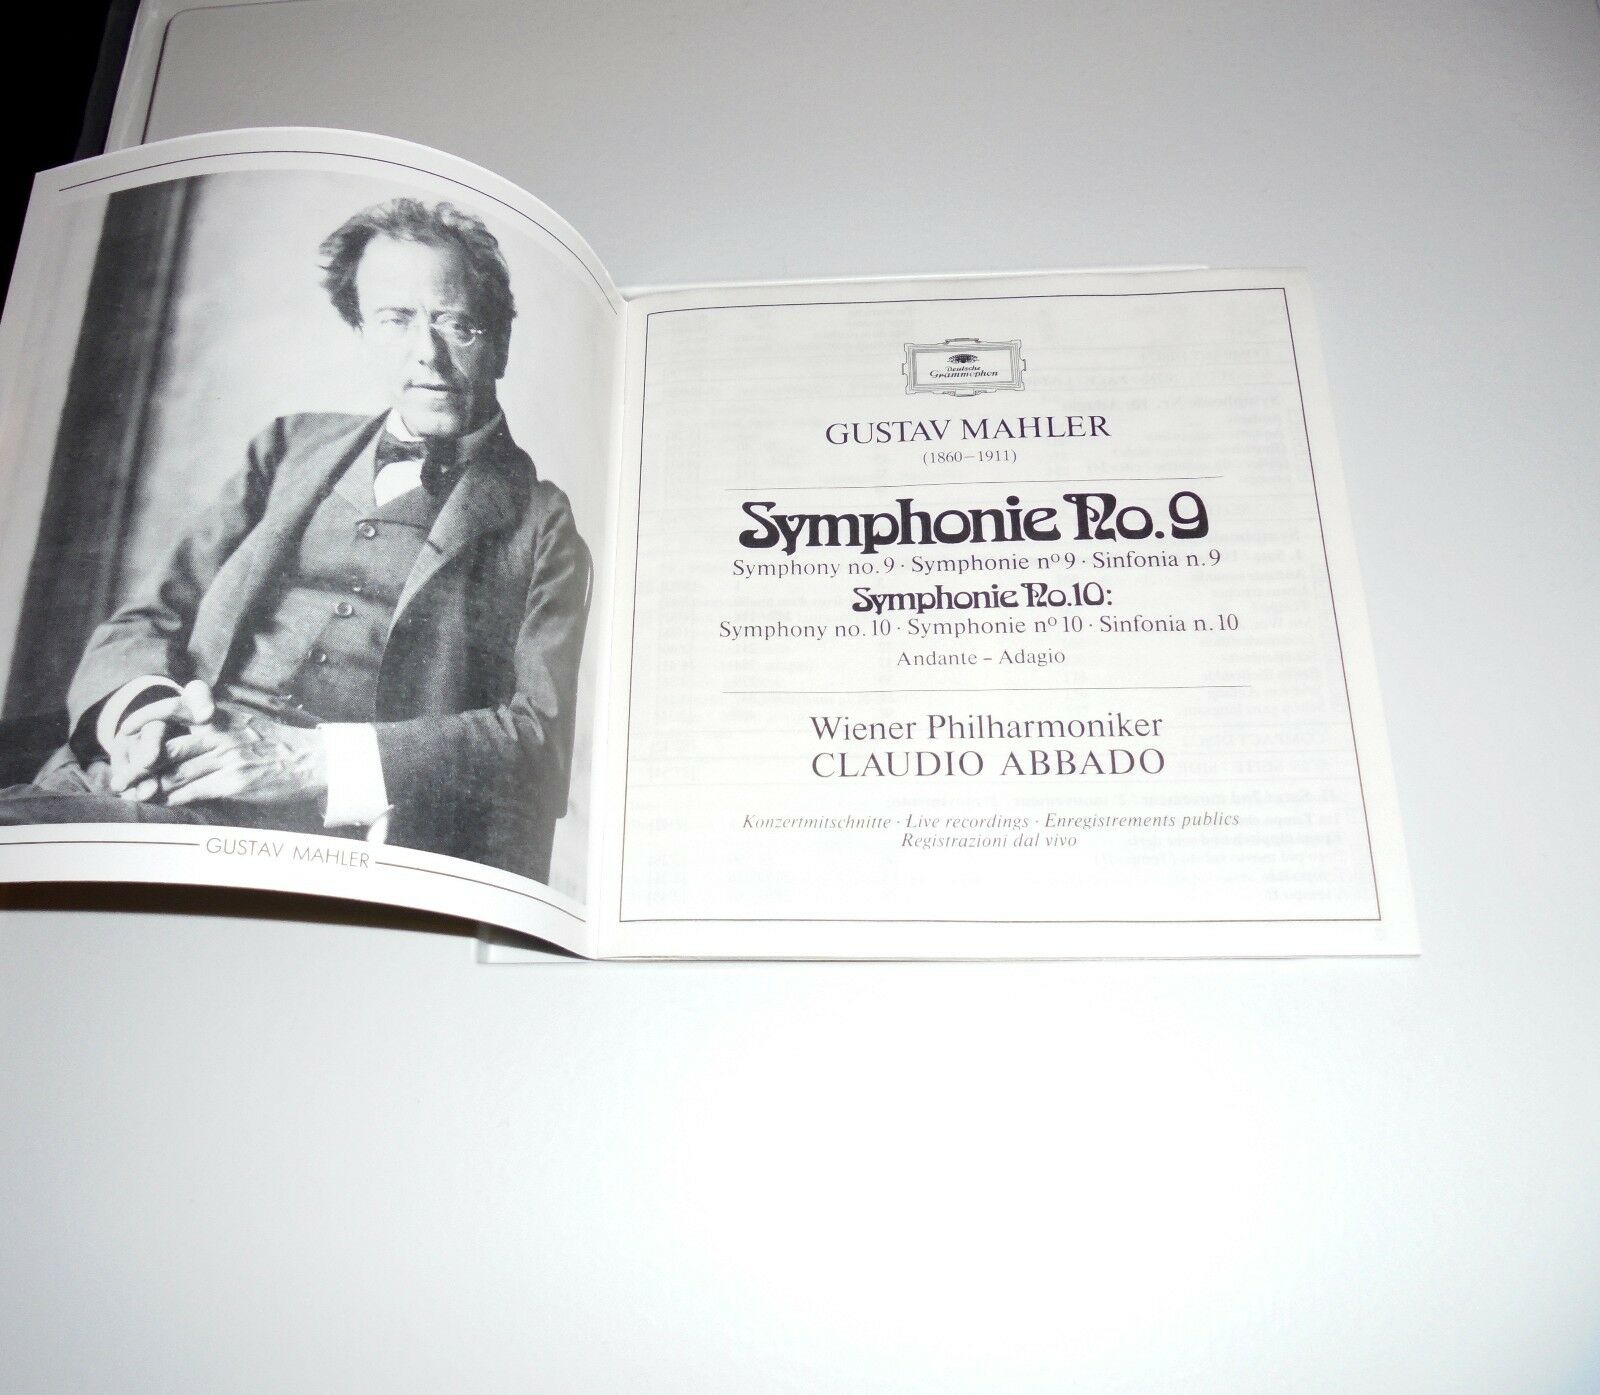 GUSTAV MAHLER
Deutsche
Grammophon
GUSTAV MAHLER
(1860–1911)
Symphonie No. 9
Symphony no. 9 · Symphonie nº 9 · Sinfonia n. 9
Symphonie No. 10:
Symphony no. 10 · Symphonie nº 10 · Sinfonia n. 10
Andante – Adagio
Wiener Philharmoniker
CLAUDIO ABBADO
Konzertmitschnitte · Live recordings · Enregistrements publics
Registrazioni dal vivo